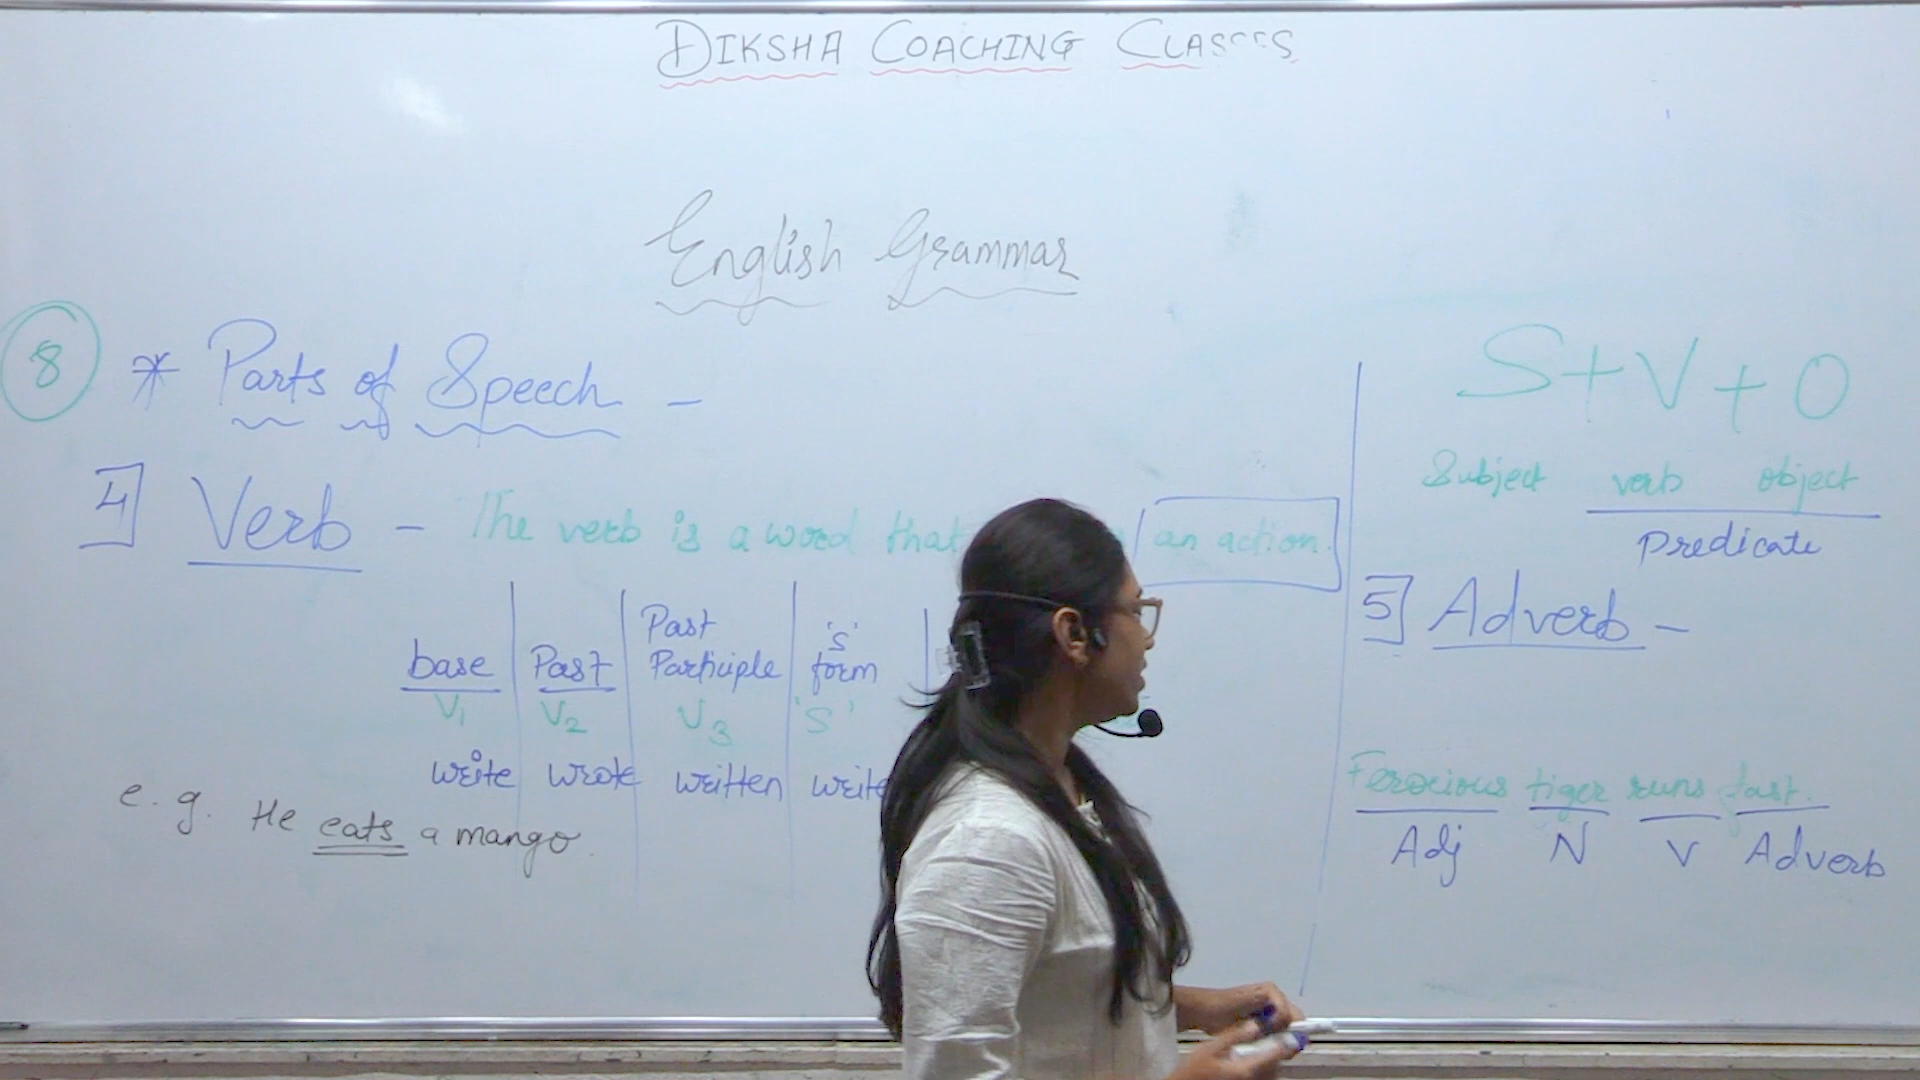 DIKSHA COACHING CLASSES
English Grammar
8 * Parts of Speech -
4] Verb - The verb is a word that an action.
base Past Past Participle 's' form
V1 V2 V3 'S'
write wrote written write
e.g. He eats a mango.
S+V+O
Subject verb object
Predicate
5] Adverb -
Ferocious tiger runs fast.
Adj N V Adverb